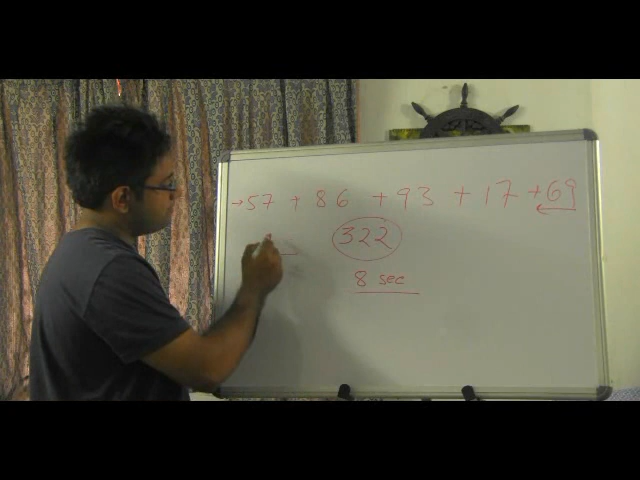 →57 + 86 + 93 + 17 + 69
322
8 sec